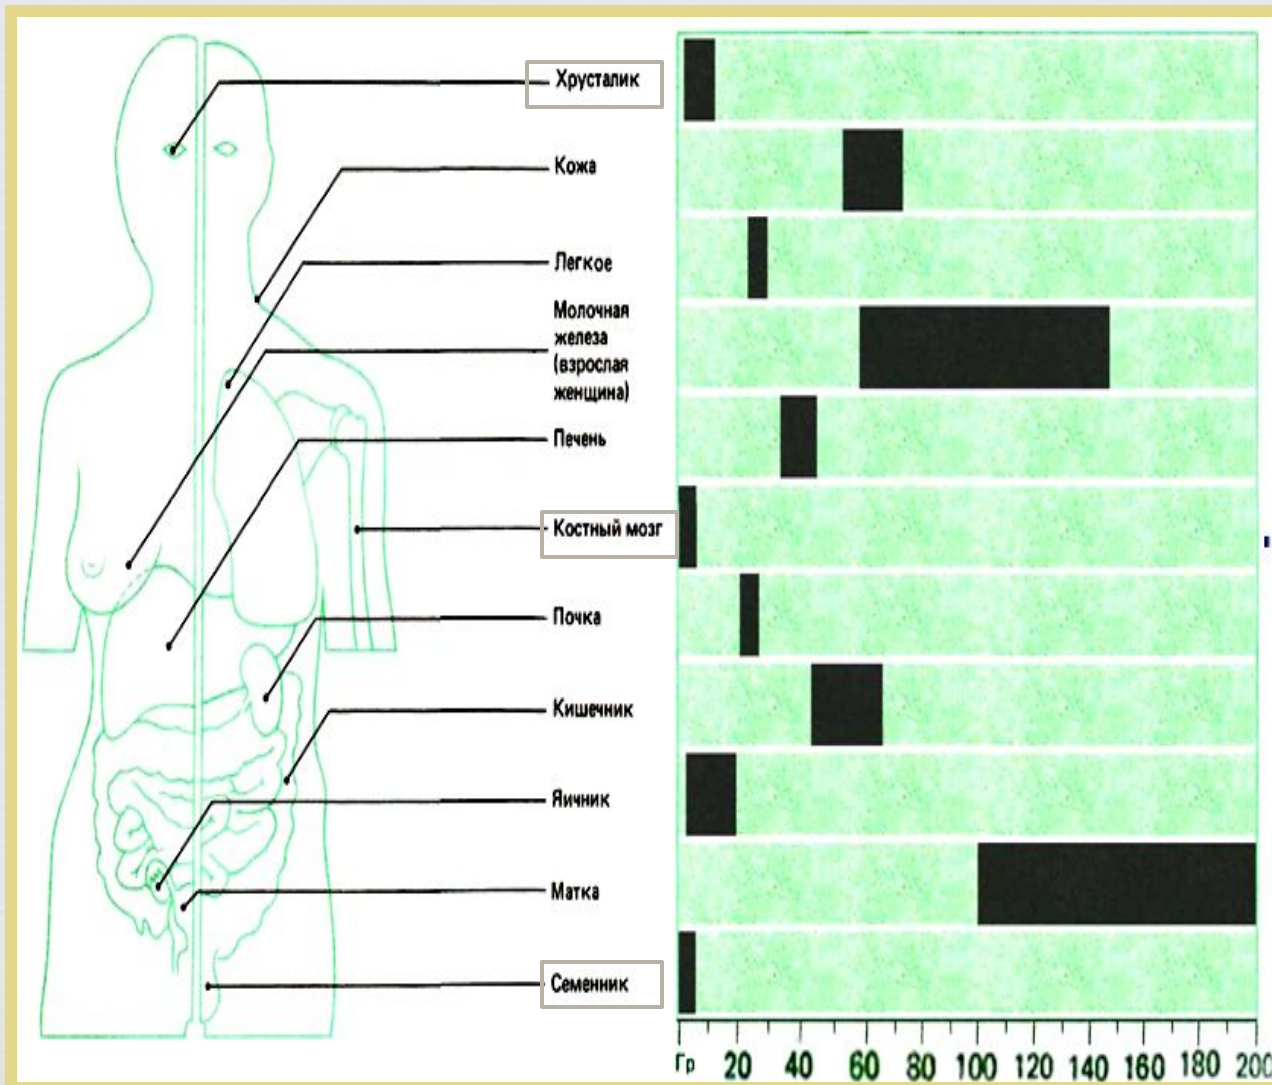 Хрусталик
Кожа
Легкое
Молочная
железа
(взрослая
женщина)
Печень
Костный мозг
Почка
Кишечник
Яичник
Матка
Семенник
Гр 20 40 60 80 100 120 140 160 180 200